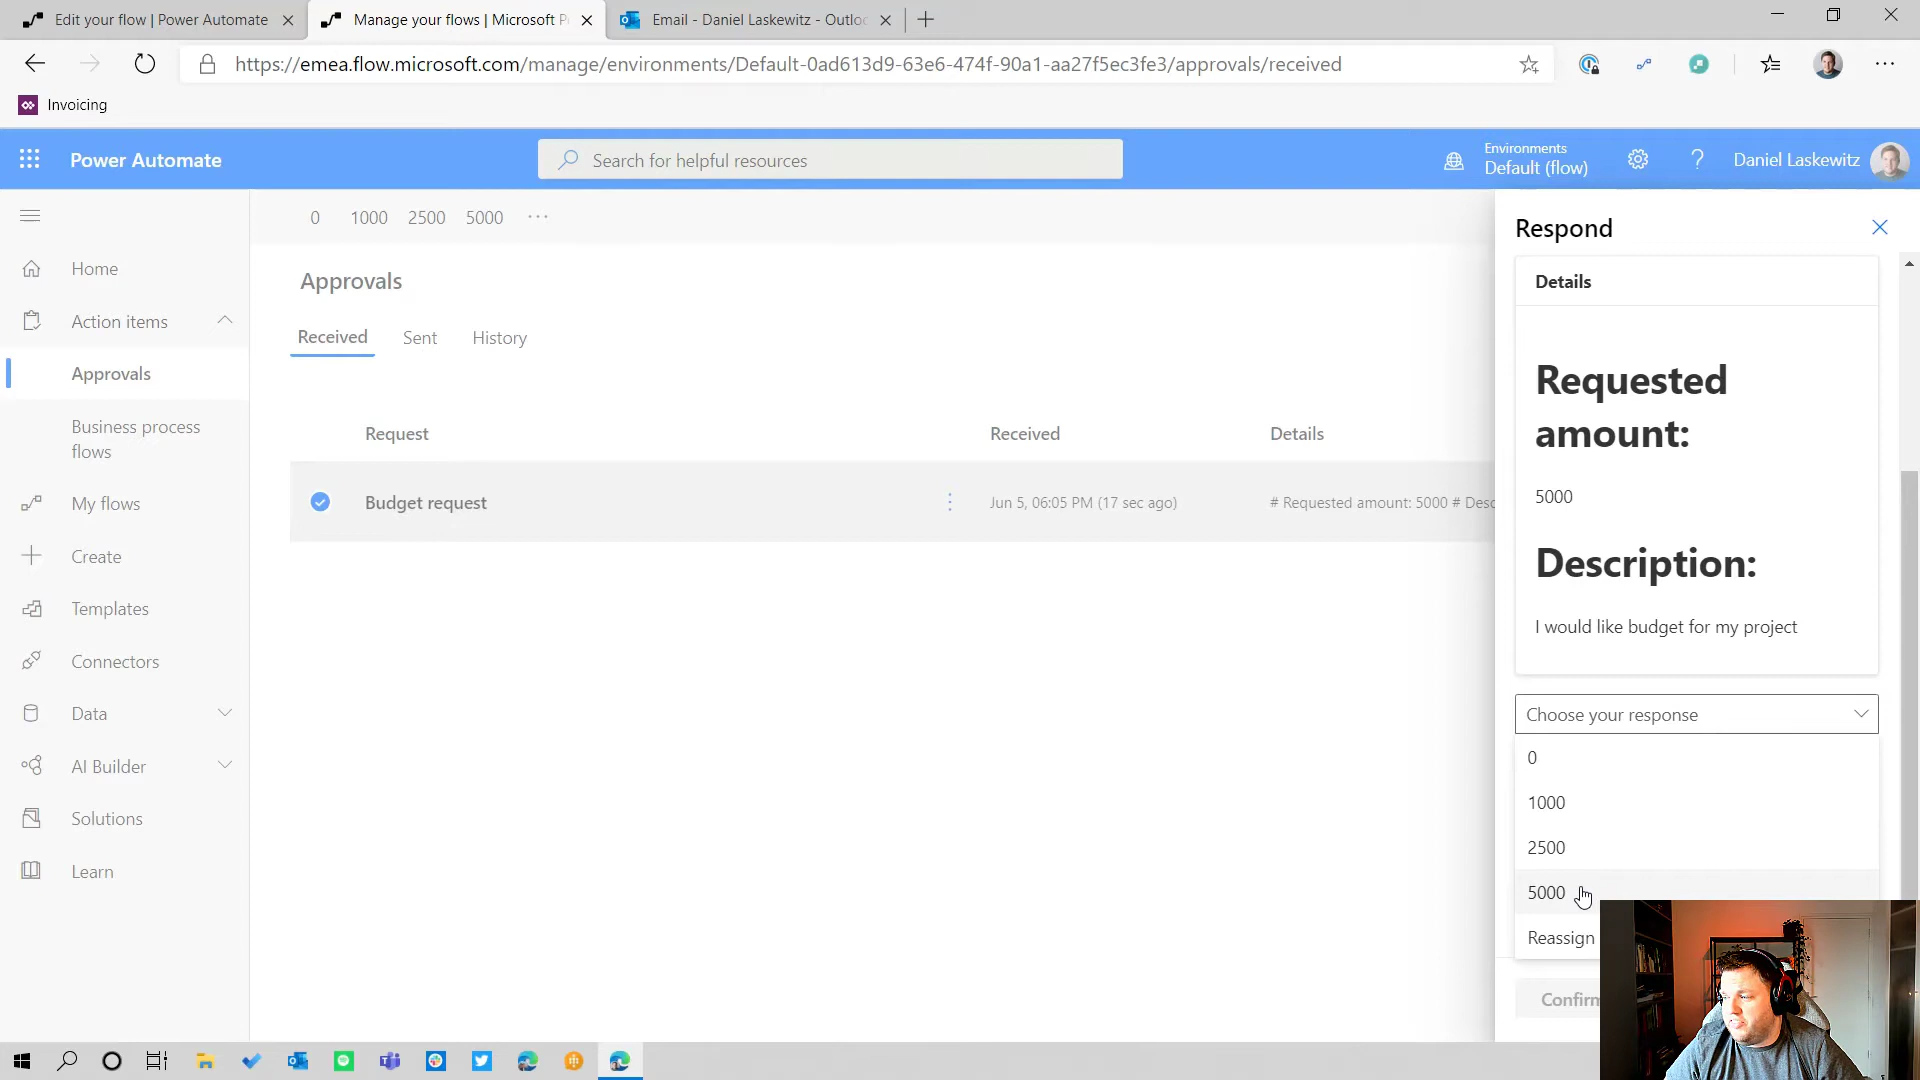 Edit your flow | Power Automate
Manage your flows | Microsoft P
Email - Daniel Laskewitz - Outlo
https://emea.flow.microsoft.com/manage/environments/Default-0ad613d9-63e6-474f-90a1-aa27f5ec3fe3/approvals/received
Invoicing
Power Automate
Search for helpful resources
Environments
Default (flow)
?
Daniel Laskewitz
0 1000 2500 5000 ...
Home
Action items
Approvals
Business process
flows
My flows
Create
Templates
Connectors
Data
AI Builder
Solutions
Learn
Approvals
Received Sent History
Request Received Details
Budget request Jun 5, 06:05 PM (17 sec ago) # Requested amount: 5000 # Desc
Respond
Details
Requested
amount:
5000
Description:
I would like budget for my project
Choose your response
0
1000
2500
5000
Reassign
Confirm